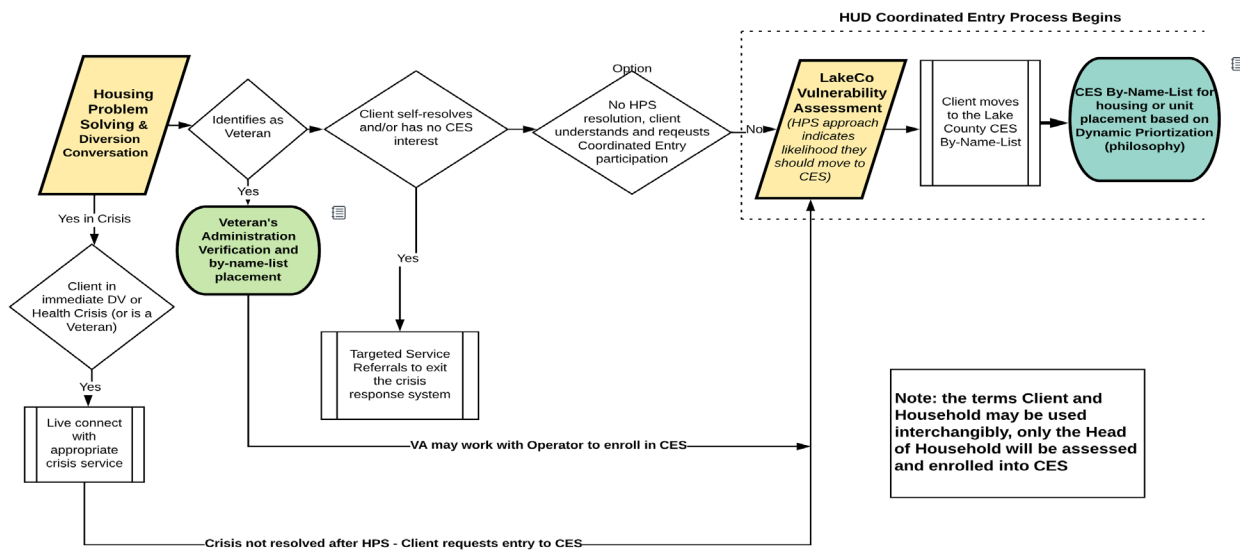 HUD Coordinated Entry Process Begins
Housing
Problem
Solving &
Diversion
Conversation
Identifies as
Veteran
Client self-resolves
and/or has no CES
interest
Option
No HPS
resolution, client
understands and reqeusts
Coordinated Entry
participation
No
LakeCo
Vulnerability
Assessment
(HPS approach
indicates
likelihood they
should move to
CES)
Client moves
to the Lake
County CES
By-Name-List
CES By-Name-List for
housing or unit
placement based on
Dynamic Priortization
(philosophy)
Yes in Crisis
Yes
Yes
Veteran's
Administration
Verification and
by-name-list
placement
Client in
immediate DV or
Health Crisis (or is a
Veteran)
Yes
Live connect
with
appropriate
crisis service
Targeted Service
Referrals to exit
the crisis
response system
Note: the terms Client and
Household may be used
interchangibly, only the Head
of Household will be assessed
and enrolled into CES
VA may work with Operator to enroll in CES
Crisis not resolved after HPS - Client requests entry to CES